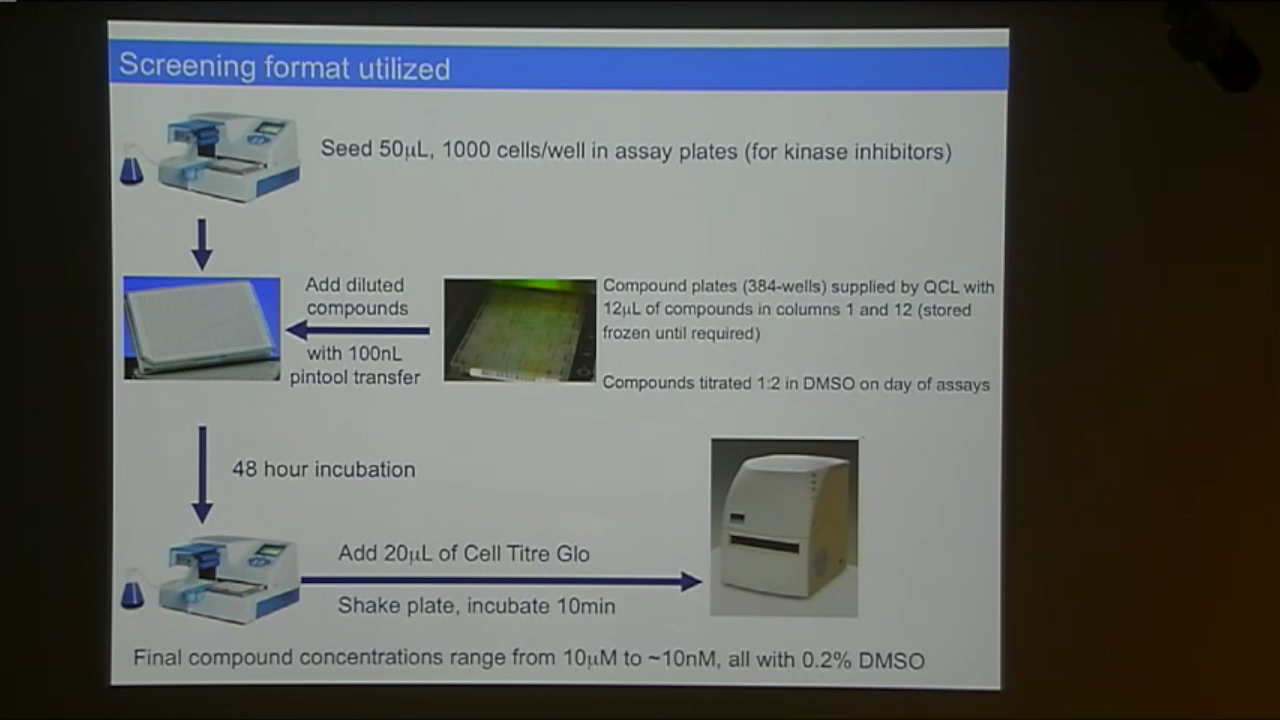 Screening format utilized
Seed 50μL, 1000 cells/well in assay plates (for kinase inhibitors)
Add diluted
compounds
with 100nL
pintool transfer
Compound plates (384-wells) supplied by QCL with
12μL of compounds in columns 1 and 12 (stored
frozen until required)
Compounds titrated 1:2 in DMSO on day of assays
48 hour incubation
Add 20μL of Cell Titre Glo
Shake plate, incubate 10min
Final compound concentrations range from 10μM to ~10nM, all with 0.2% DMSO